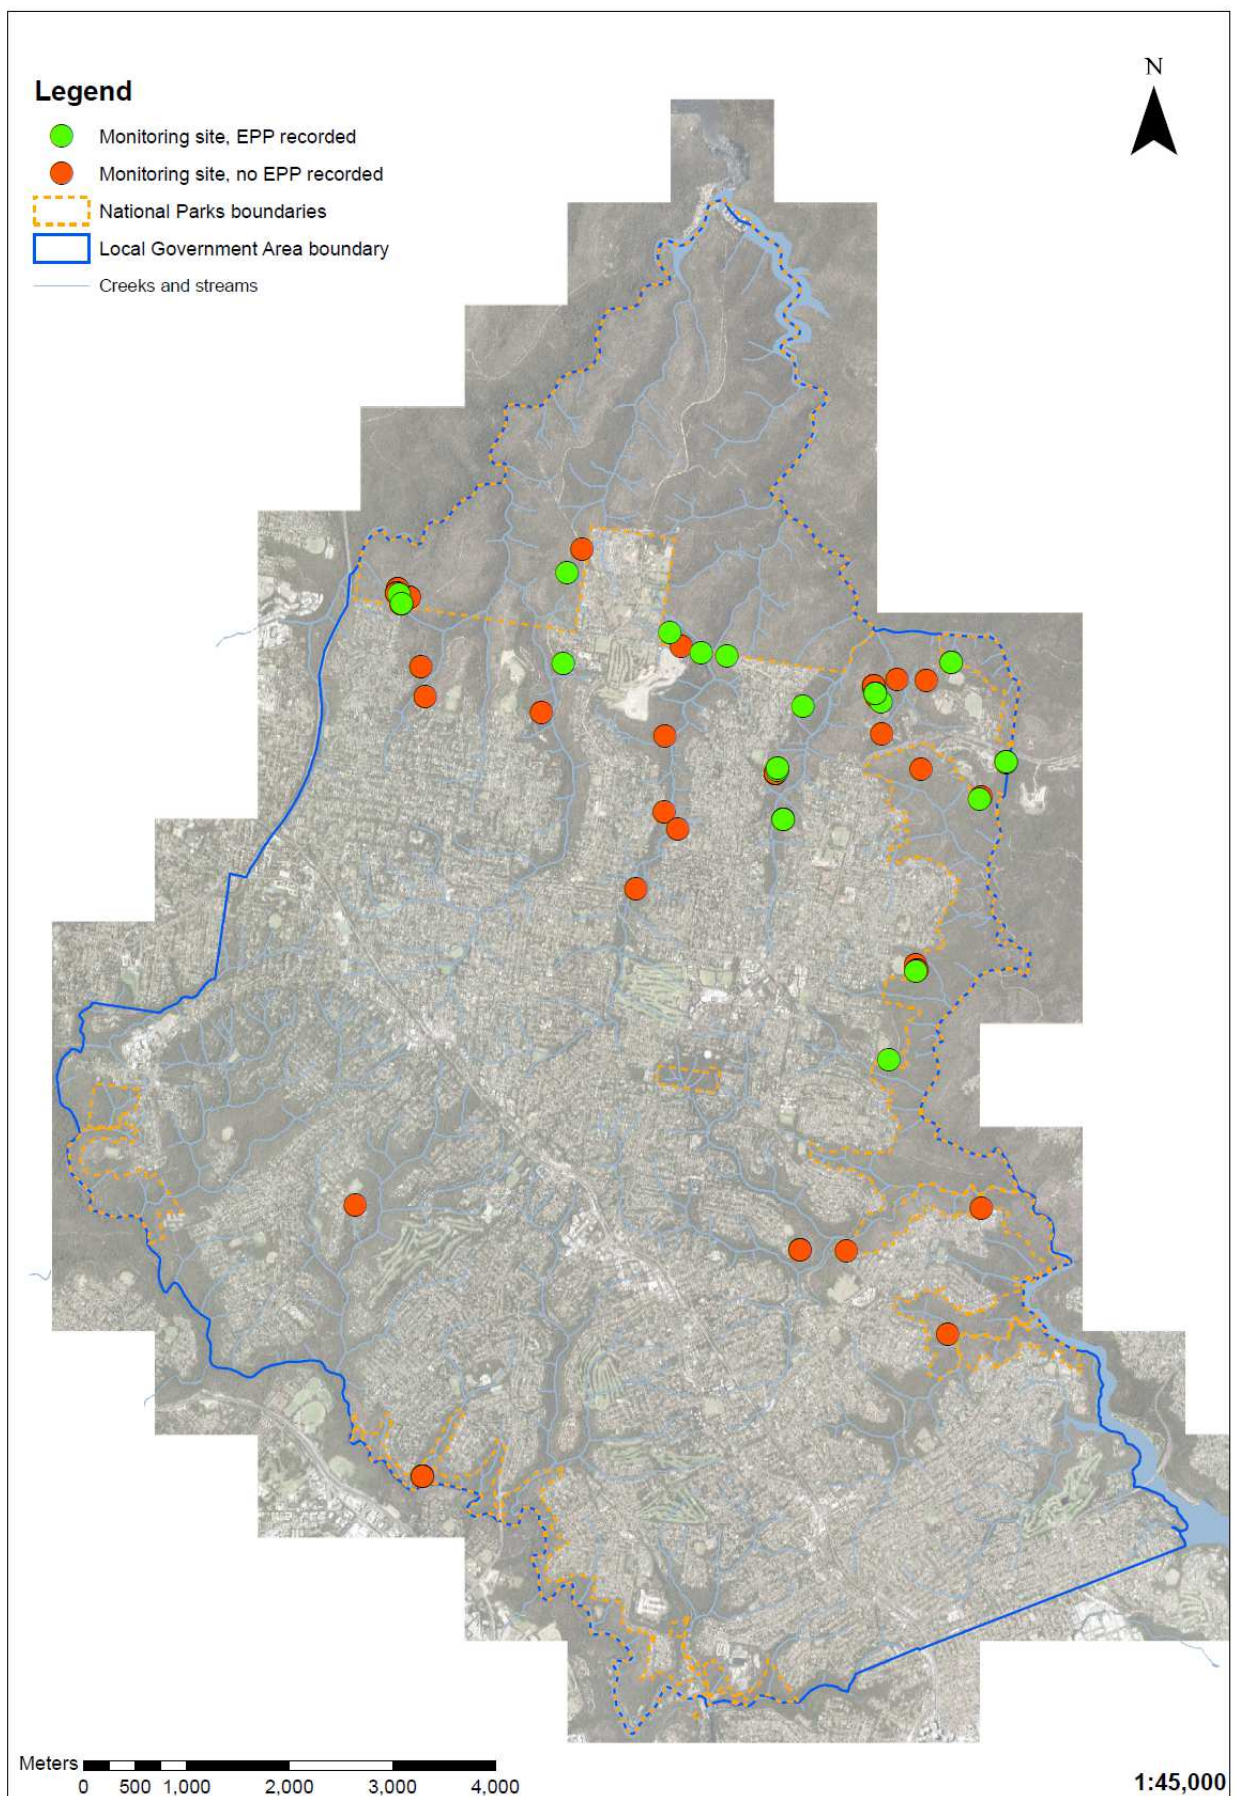 N
Legend
Monitoring site, EPP recorded
Monitoring site, no EPP recorded
National Parks boundaries
Local Government Area boundary
Creeks and streams
Meters
0 500 1,000 2,000 3,000 4,000
1:45,000